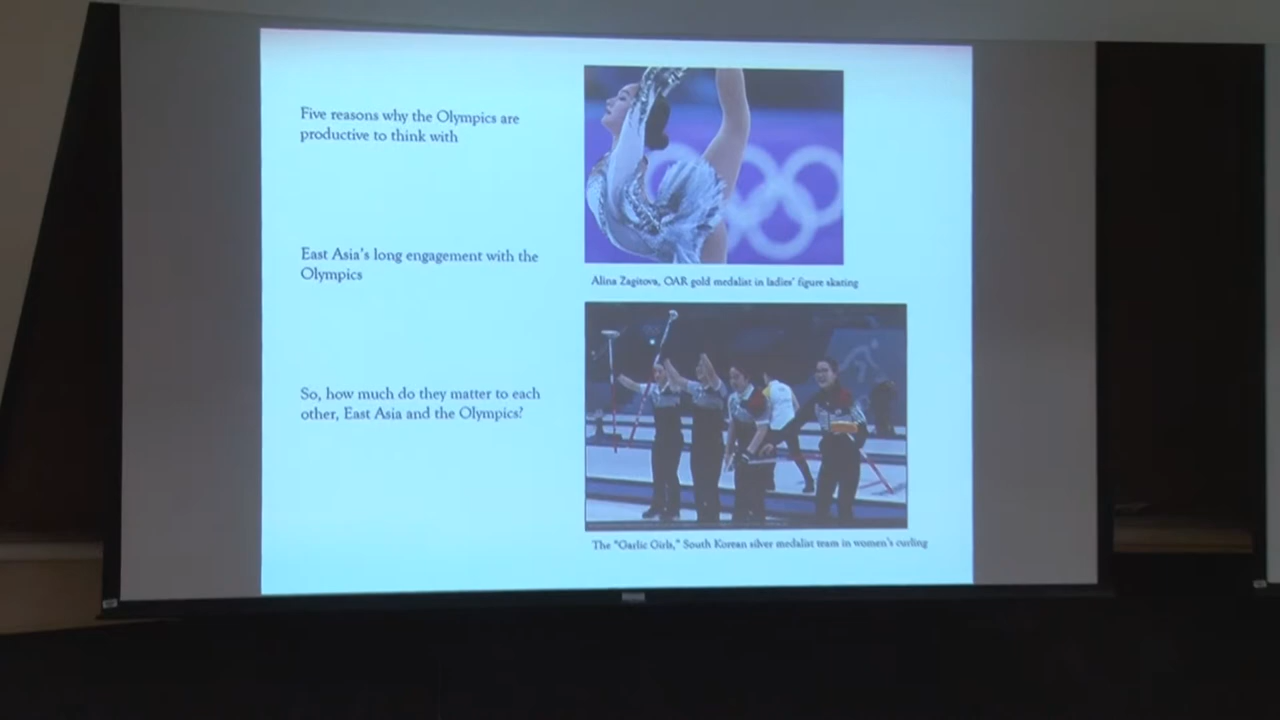 Five reasons why the Olympics are
productive to think with
East Asia's long engagement with the
Olympics
So, how much do they matter to each
other, East Asia and the Olympics?
Alina Zagitova, OAR gold medalist in ladies' figure skating
The "Garlic Girls," South Korean silver medalist team in women's curling